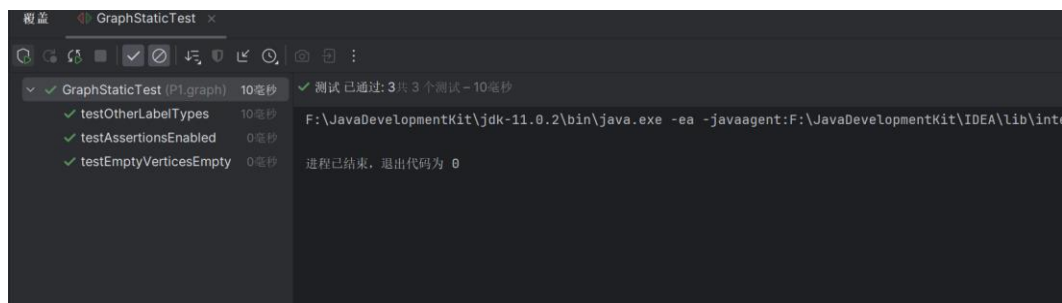 覆盖 GraphStaticTest ×
GraphStaticTest (P1.graph) 10毫秒
testOtherLabelTypes 10毫秒
testAssertionsEnabled 0毫秒
testEmptyVerticesEmpty 0毫秒
测试 已通过: 3共 3 个测试 – 10毫秒
F:\JavaDevelopmentKit\jdk-11.0.2\bin\java.exe -ea -javaagent:F:\JavaDevelopmentKit\IDEA\lib\inte
进程已结束，退出代码为 0